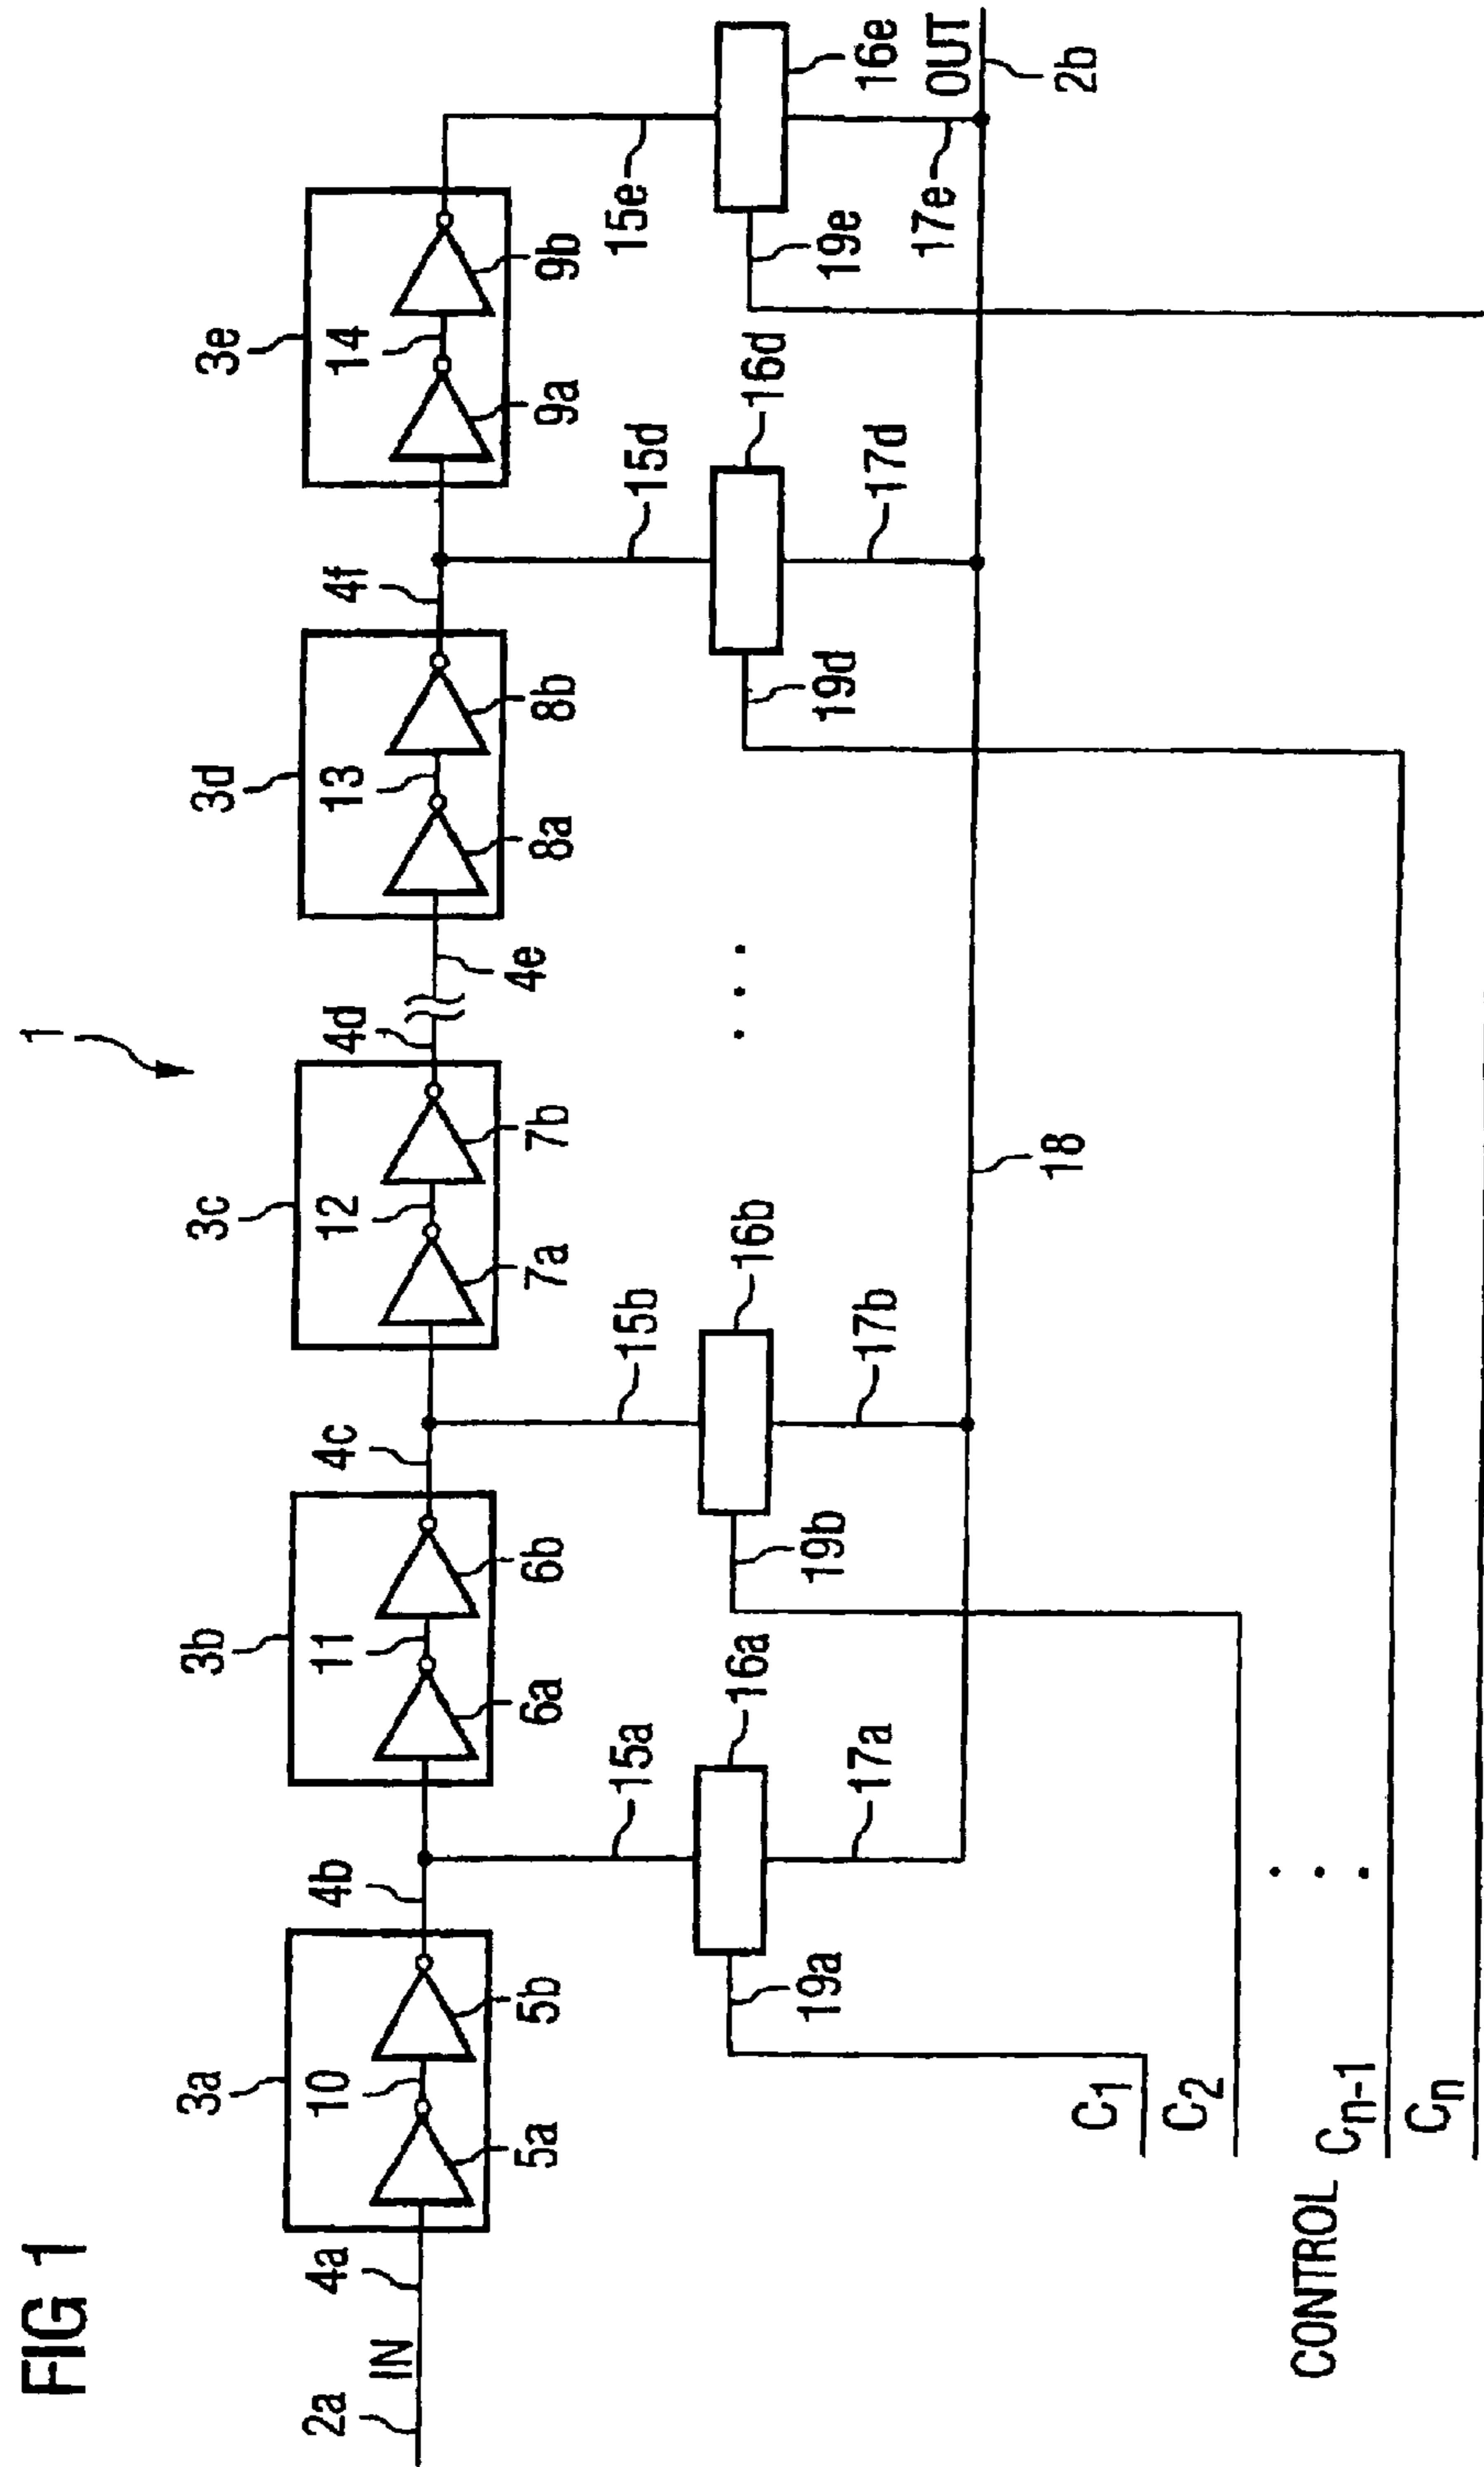 FIG 1
1
3a
3b
3c
3d
3e
2a
IN
4a
10
4b
11
4c
12
4d
13
4f
14
5a
5b
6a
6b
7a
7b
4e
8a
8b
9a
9b
15a
15b
15d
15e
16a
16b
16d
16e
19a
17a
19b
17b
19d
17d
19e
17e
OUT
18
2b
C1
C2
CONTROL
Cn-1
Cn